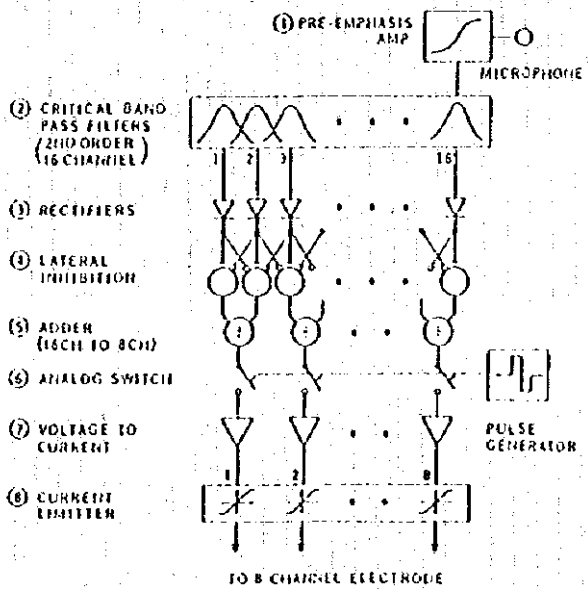 ① PRE-EMPHASIS
AMP
MICROPHONE
② CRITICAL BAND
PASS FILTERS
(2ND ORDER
16 CHANNEL)
1 2 3 16
③ RECTIFIERS
④ LATERAL
INHIBITION
⑤ ADDER
(16CH TO 8CH)
⑥ ANALOG SWITCH
⑦ VOLTAGE TO
CURRENT
PULSE
GENERATOR
1 2 8
⑧ CURRENT
LIMITTER
TO 8 CHANNEL ELECTRODE